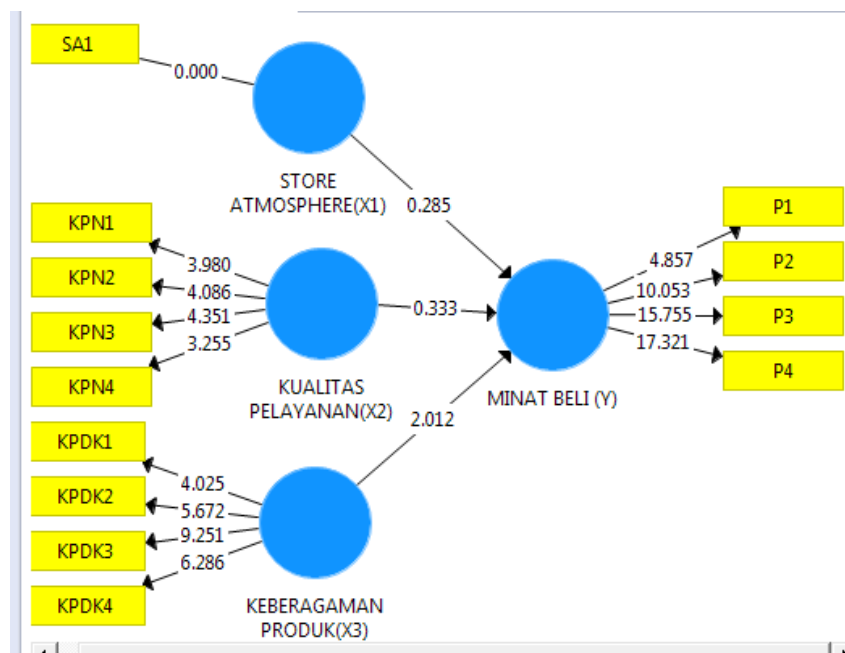 SA1
0.000
STORE
ATMOSPHERE(X1)
0.285
KPN1
KPN2
KPN3
KPN4
3.980
4.086
4.351
3.255
KUALITAS
PELAYANAN(X2)
0.333
KPDK1
KPDK2
KPDK3
KPDK4
4.025
5.672
9.251
6.286
KEBERAGAMAN
PRODUK(X3)
2.012
MINAT BELI (Y)
4.857
10.053
15.755
17.321
P1
P2
P3
P4